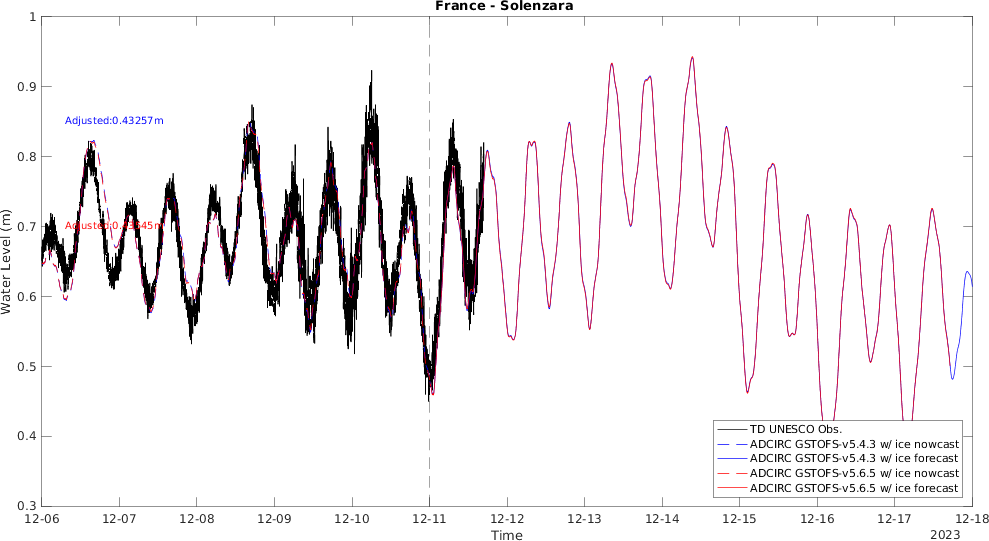 France - Solenzara
Water Level (m)
1
0.9
0.8
0.7
0.6
0.5
0.4
0.3
Adjusted:0.43257m
TD UNESCO Obs.
ADCIRC GSTOFS-v5.4.3 w/ ice nowcast
ADCIRC GSTOFS-v5.4.3 w/ ice forecast
ADCIRC GSTOFS-v5.6.5 w/ ice nowcast
ADCIRC GSTOFS-v5.6.5 w/ ice forecast
12-06 12-07 12-08 12-09 12-10 12-11 12-12 12-13 12-14 12-15 12-16 12-17 12-18
Time
2023